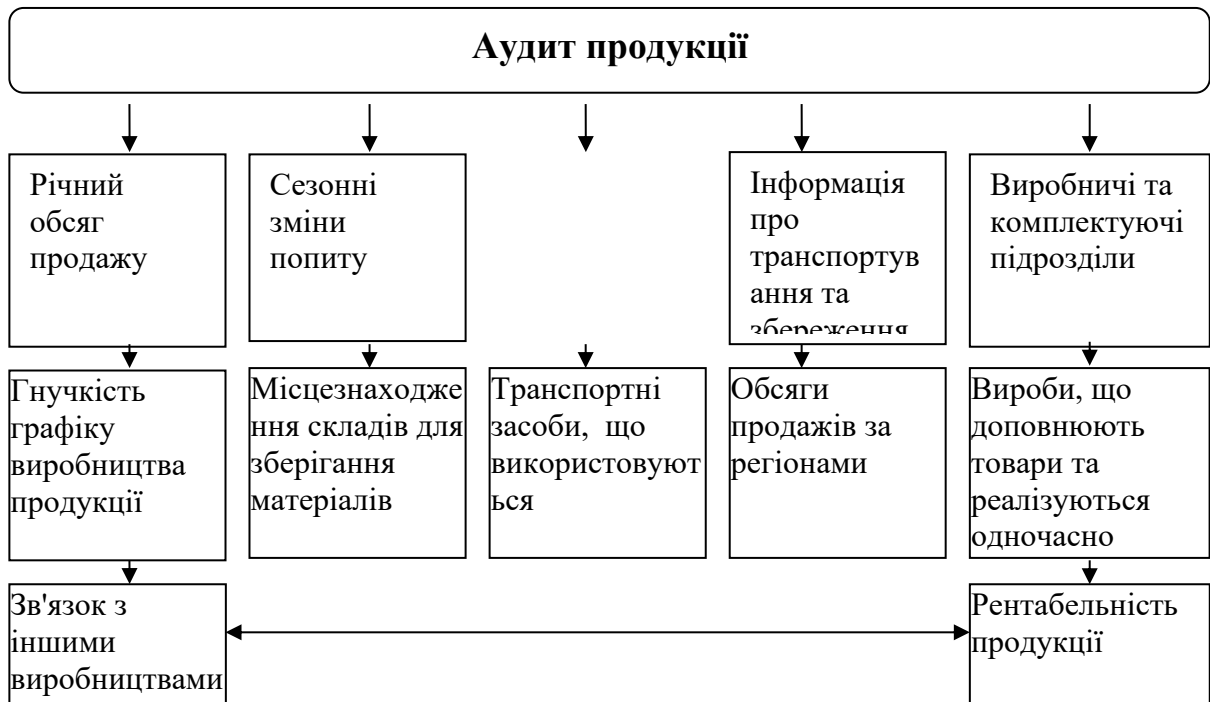 Аудит продукції
Річний
обсяг
продажу
Сезонні
зміни
попиту
Інформація
про
транспортув
ання та
збереження
Виробничі та
комплектуючі
підрозділи
Гнучкість
графіку
виробництва
продукції
Місцезнаходже
ння складів для
зберігання
матеріалів
Транспортні
засоби, що
використовуют
ься
Обсяги
продажів за
регіонами
Вироби, що
доповнюють
товари та
реалізуються
одночасно
Зв'язок з
іншими
виробництвами
Рентабельність
продукції